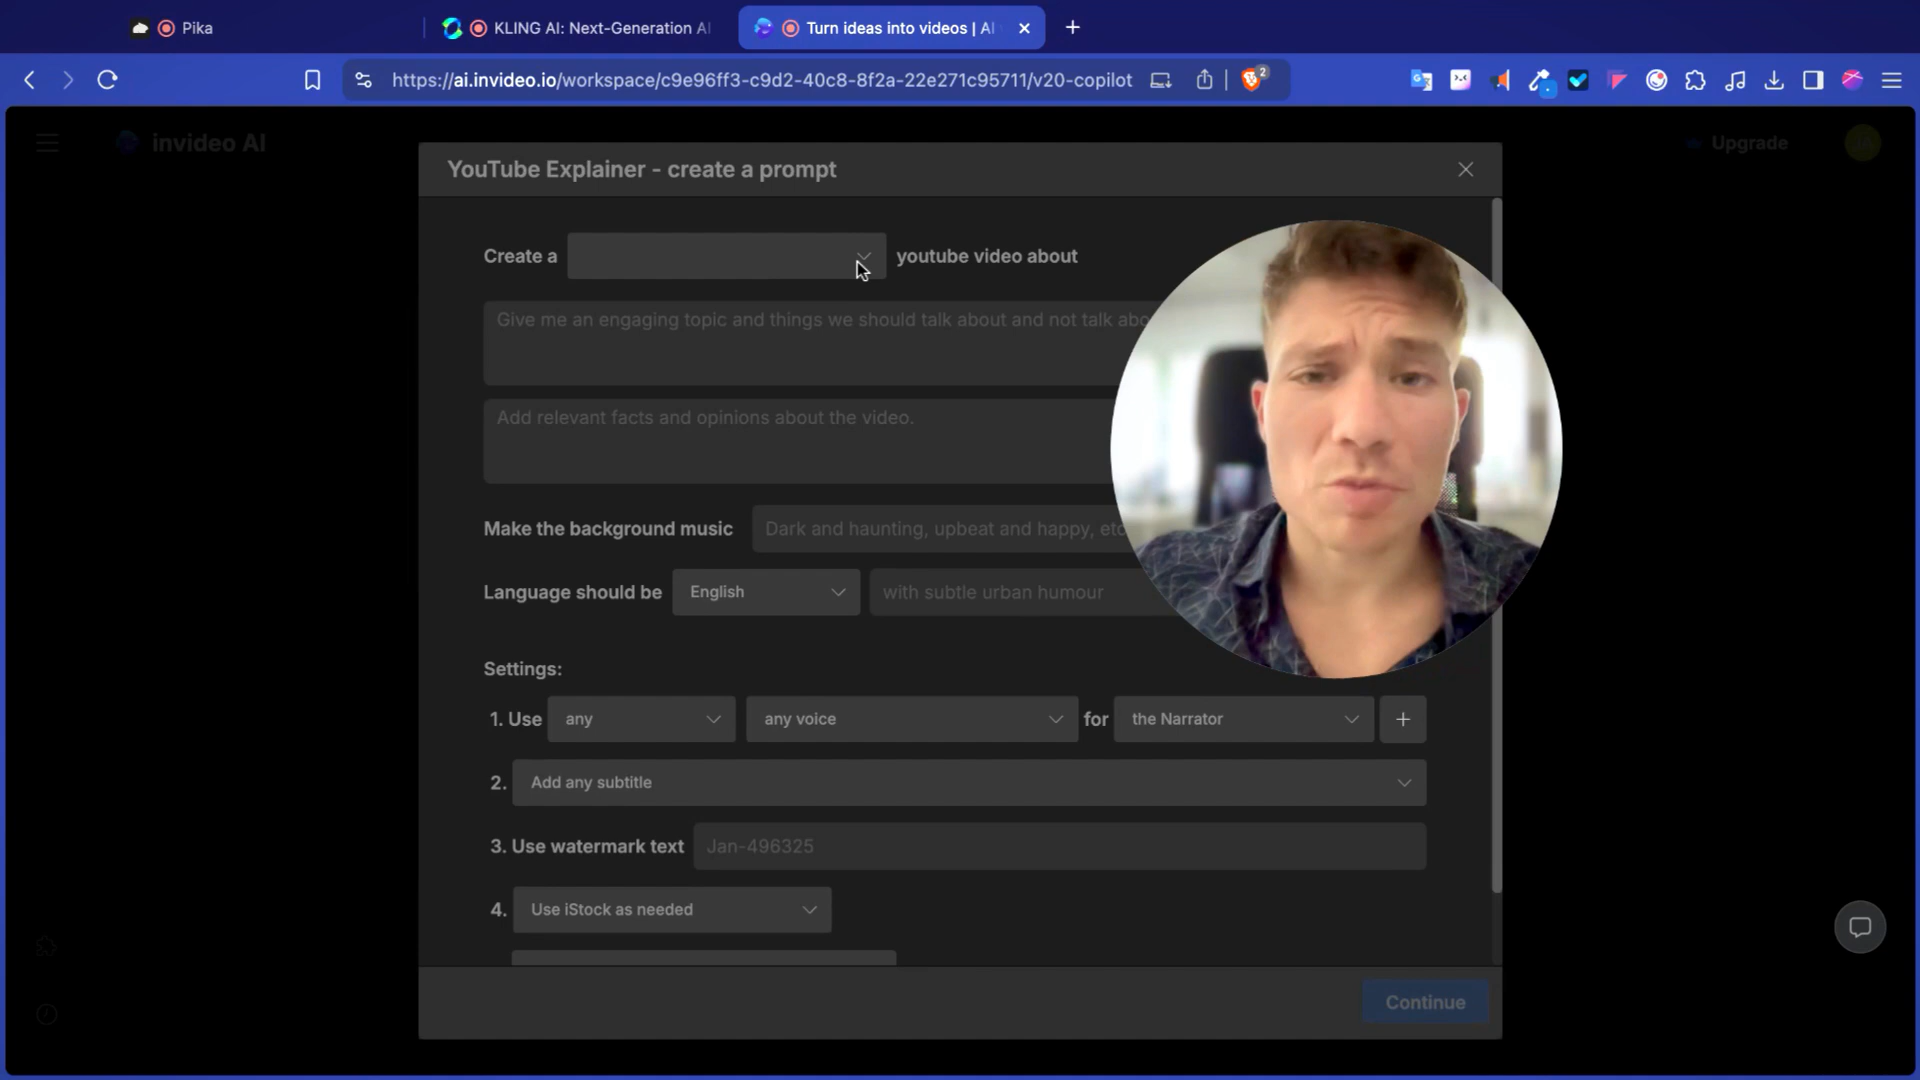 Pika
KLING AI: Next-Generation AI
Turn ideas into videos | AI
https://ai.invideo.io/workspace/c9e96ff3-c9d2-40c8-8f2a-22e271c95711/v20-copilot
2
invideo AI
Upgrade
YouTube Explainer - create a prompt
Create a
youtube video about
Give me an engaging topic and things we should talk about and not talk abo
Add relevant facts and opinions about the video.
Make the background music
Dark and haunting, upbeat and happy, etc
Language should be
English
with subtle urban humour
Settings:
1. Use any any voice for the Narrator
2. Add any subtitle
3. Use watermark text Jan-496325
4. Use iStock as needed
Continue